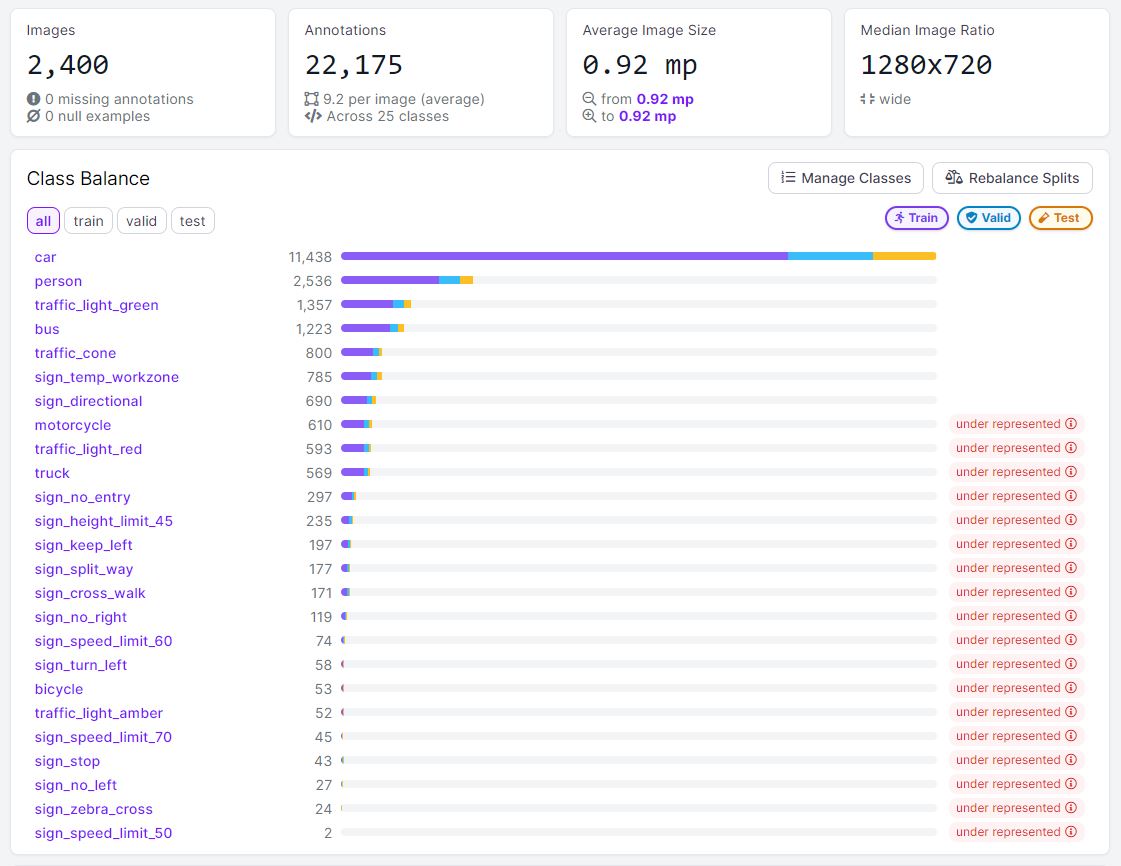 Images
2,400
0 missing annotations
0 null examples
Annotations
22,175
9.2 per image (average)
Across 25 classes
Average Image Size
0.92 mp
from 0.92 mp
to 0.92 mp
Median Image Ratio
1280x720
wide
Class Balance
Manage Classes
Rebalance Splits
all train valid test
Train Valid Test
car 11,438
person 2,536
traffic_light_green 1,357
bus 1,223
traffic_cone 800
sign_temp_workzone 785
sign_directional 690
motorcycle 610 under represented
traffic_light_red 593 under represented
truck 569 under represented
sign_no_entry 297 under represented
sign_height_limit_45 235 under represented
sign_keep_left 197 under represented
sign_split_way 177 under represented
sign_cross_walk 171 under represented
sign_no_right 119 under represented
sign_speed_limit_60 74 under represented
sign_turn_left 58 under represented
bicycle 53 under represented
traffic_light_amber 52 under represented
sign_speed_limit_70 45 under represented
sign_stop 43 under represented
sign_no_left 27 under represented
sign_zebra_cross 24 under represented
sign_speed_limit_50 2 under represented